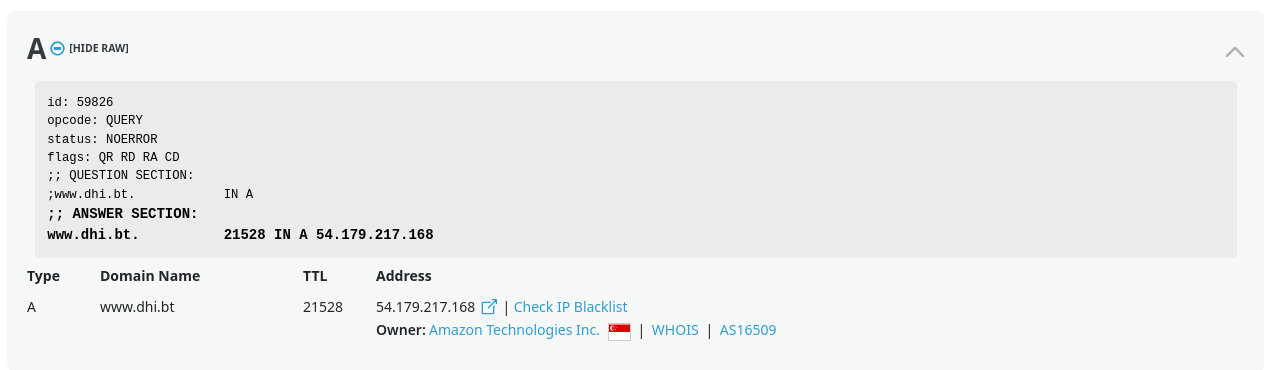 A [HIDE RAW]
id: 59826
opcode: QUERY
status: NOERROR
flags: QR RD RA CD
;; QUESTION SECTION:
;www.dhi.bt. IN A
;; ANSWER SECTION:
www.dhi.bt. 21528 IN A 54.179.217.168
Type Domain Name TTL Address
A www.dhi.bt 21528 54.179.217.168 | Check IP Blacklist
Owner: Amazon Technologies Inc. | WHOIS | AS16509